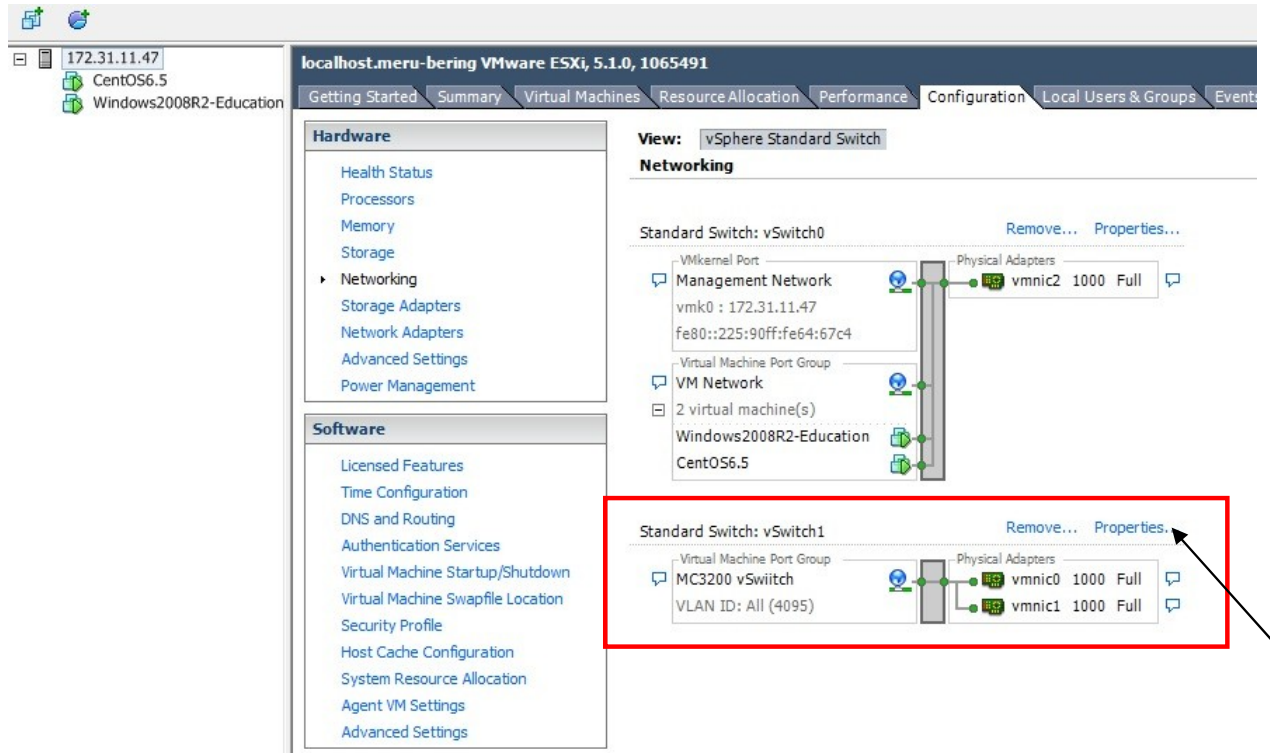 172.31.11.47
CentOS6.5
Windows2008R2-Education
localhost.meru-bering VMware ESXi, 5.1.0, 1065491
Getting Started Summary Virtual Machines Resource Allocation Performance Configuration Local Users & Groups Events
Hardware
Health Status
Processors
Memory
Storage
Networking
Storage Adapters
Network Adapters
Advanced Settings
Power Management
Software
Licensed Features
Time Configuration
DNS and Routing
Authentication Services
Virtual Machine Startup/Shutdown
Virtual Machine Swapfile Location
Security Profile
Host Cache Configuration
System Resource Allocation
Agent VM Settings
Advanced Settings
View: vSphere Standard Switch
Networking
Standard Switch: vSwitch0 Remove... Properties...
VMkernel Port
Management Network
vmk0 : 172.31.11.47
fe80::225:90ff:fe64:67c4
Physical Adapters
vmnic2 1000 Full
Virtual Machine Port Group
VM Network
2 virtual machine(s)
Windows2008R2-Education
CentOS6.5
Standard Switch: vSwitch1 Remove... Properties...
Virtual Machine Port Group
MC3200 vSwiitch
VLAN ID: All (4095)
Physical Adapters
vmnic0 1000 Full
vmnic1 1000 Full